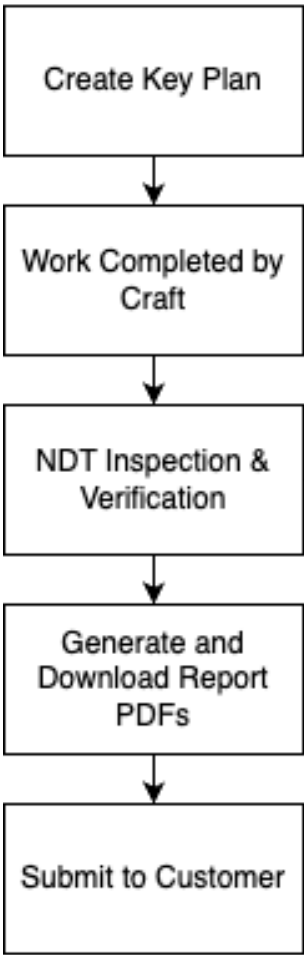 Create Key Plan
Work Completed by
Craft
NDT Inspection &
Verification
Generate and
Download Report
PDFs
Submit to Customer